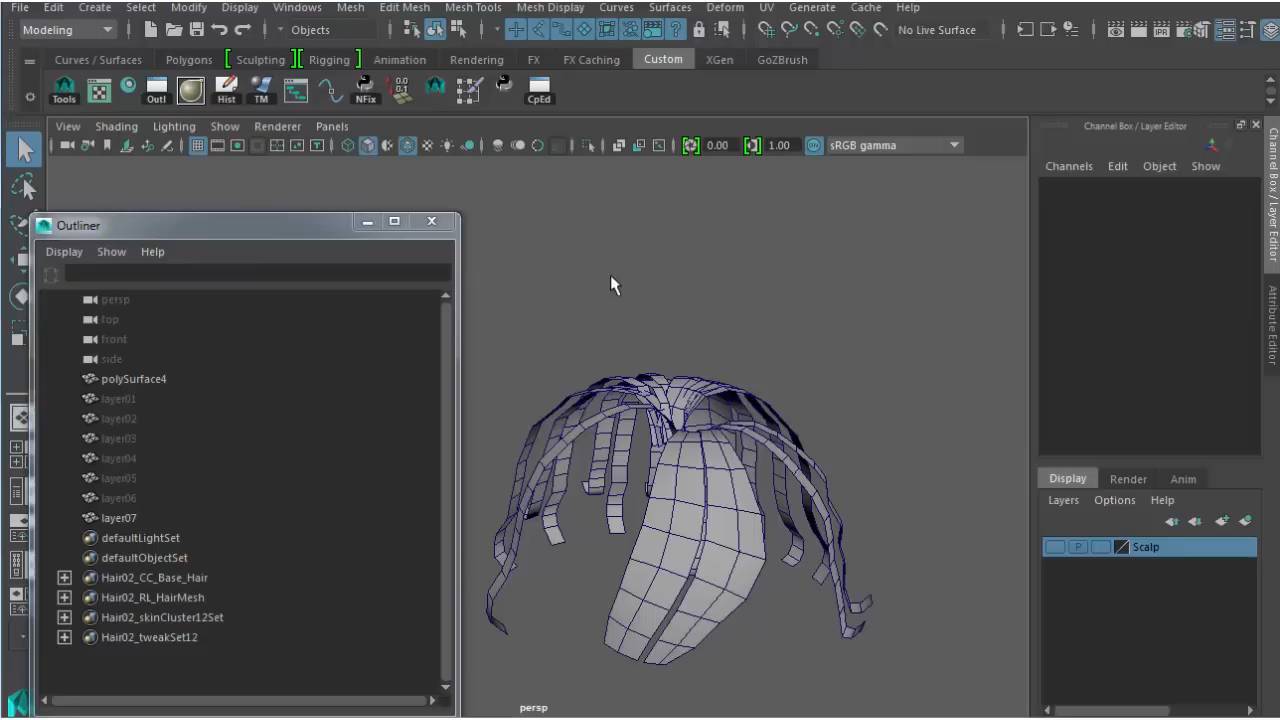 File Edit Create Select Modify Display Windows Mesh Edit Mesh Mesh Tools Mesh Display Curves Surfaces Deform UV Generate Cache Help
Modeling Objects No Live Surface IPR
Curves / Surfaces Polygons Sculpting Rigging Animation Rendering FX FX Caching Custom XGen GoZBrush
Tools Outl Hist TM NFix 0.0 0.1 CpEd
View Shading Lighting Show Renderer Panels
0.00 1.00 sRGB gamma
Channel Box / Layer Editor
Channels Edit Object Show
Channel Box / Layer Editor
Attribute Editor
Outliner
Display Show Help
persp
top
front
side
polySurface4
layer01
layer02
layer03
layer04
layer05
layer06
layer07
defaultLightSet
defaultObjectSet
Hair02_CC_Base_Hair
Hair02_RL_HairMesh
Hair02_skinCluster12Set
Hair02_tweakSet12
persp
Display Render Anim
Layers Options Help
P Scalp